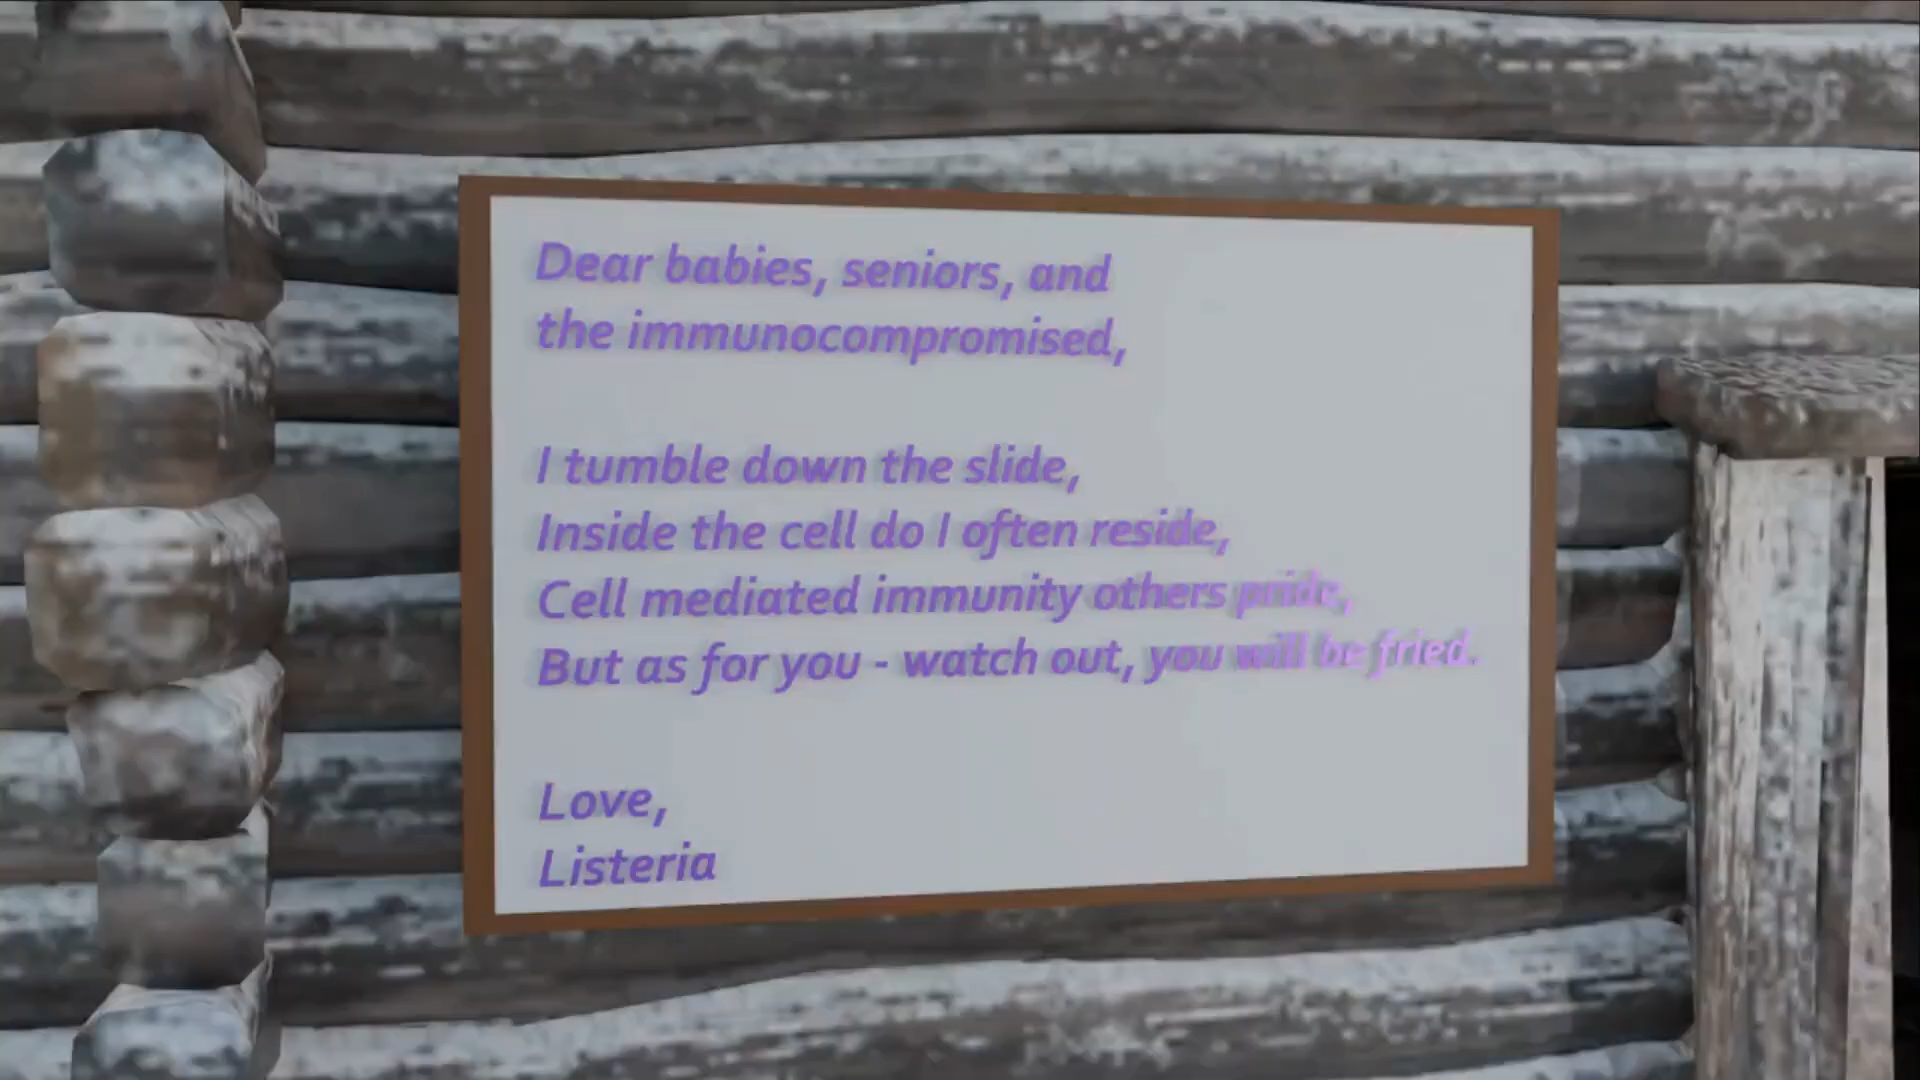 Dear babies, seniors, and
the immunocompromised,
I tumble down the slide,
Inside the cell do I often reside,
Cell mediated immunity others pride,
But as for you - watch out, you will be fried.
Love,
Listeria